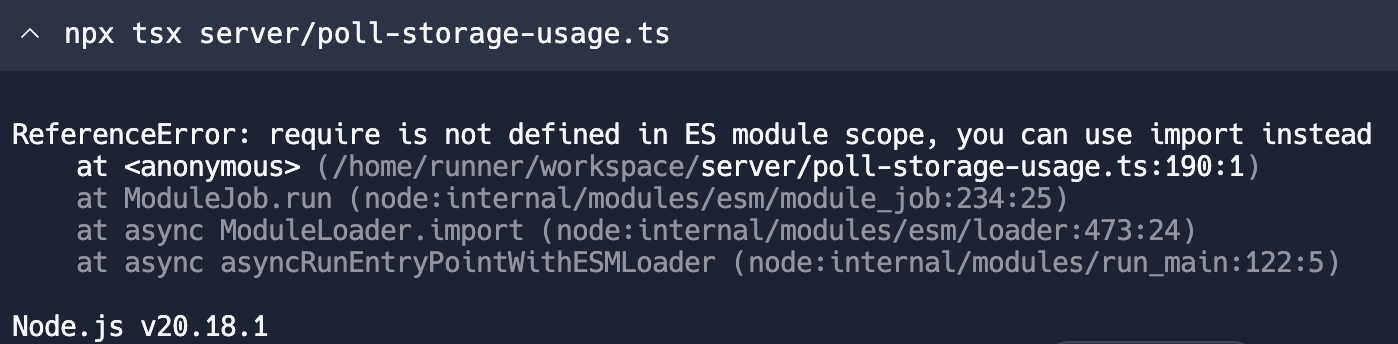 npx tsx server/poll-storage-usage.ts
ReferenceError: require is not defined in ES module scope, you can use import instead
    at <anonymous> (/home/runner/workspace/server/poll-storage-usage.ts:190:1)
    at ModuleJob.run (node:internal/modules/esm/module_job:234:25)
    at async ModuleLoader.import (node:internal/modules/esm/loader:473:24)
    at async asyncRunEntryPointWithESMLoader (node:internal/modules/run_main:122:5)
Node.js v20.18.1